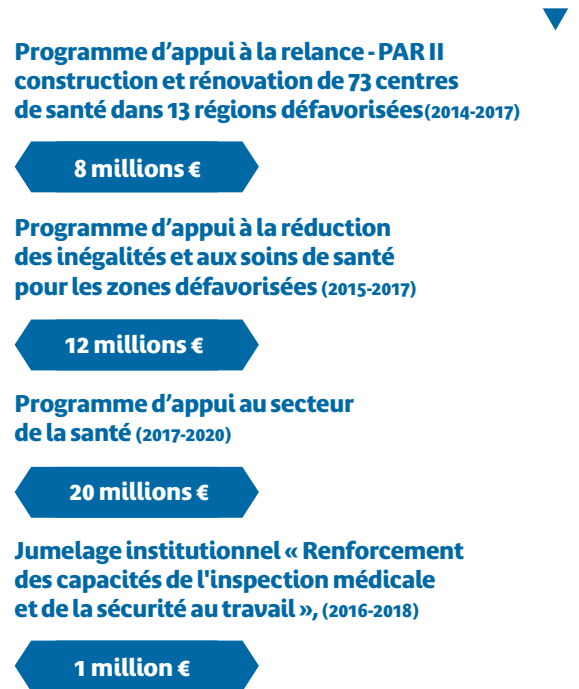 Programme d’appui à la relance - PAR II
construction et rénovation de 73 centres
de santé dans 13 régions défavorisées (2014-2017)
8 millions €
Programme d’appui à la réduction
des inégalités et aux soins de santé
pour les zones défavorisées (2015-2017)
12 millions €
Programme d’appui au secteur
de la santé (2017-2020)
20 millions €
Jumelage institutionnel « Renforcement
des capacités de l'inspection médicale
et de la sécurité au travail », (2016-2018)
1 million €